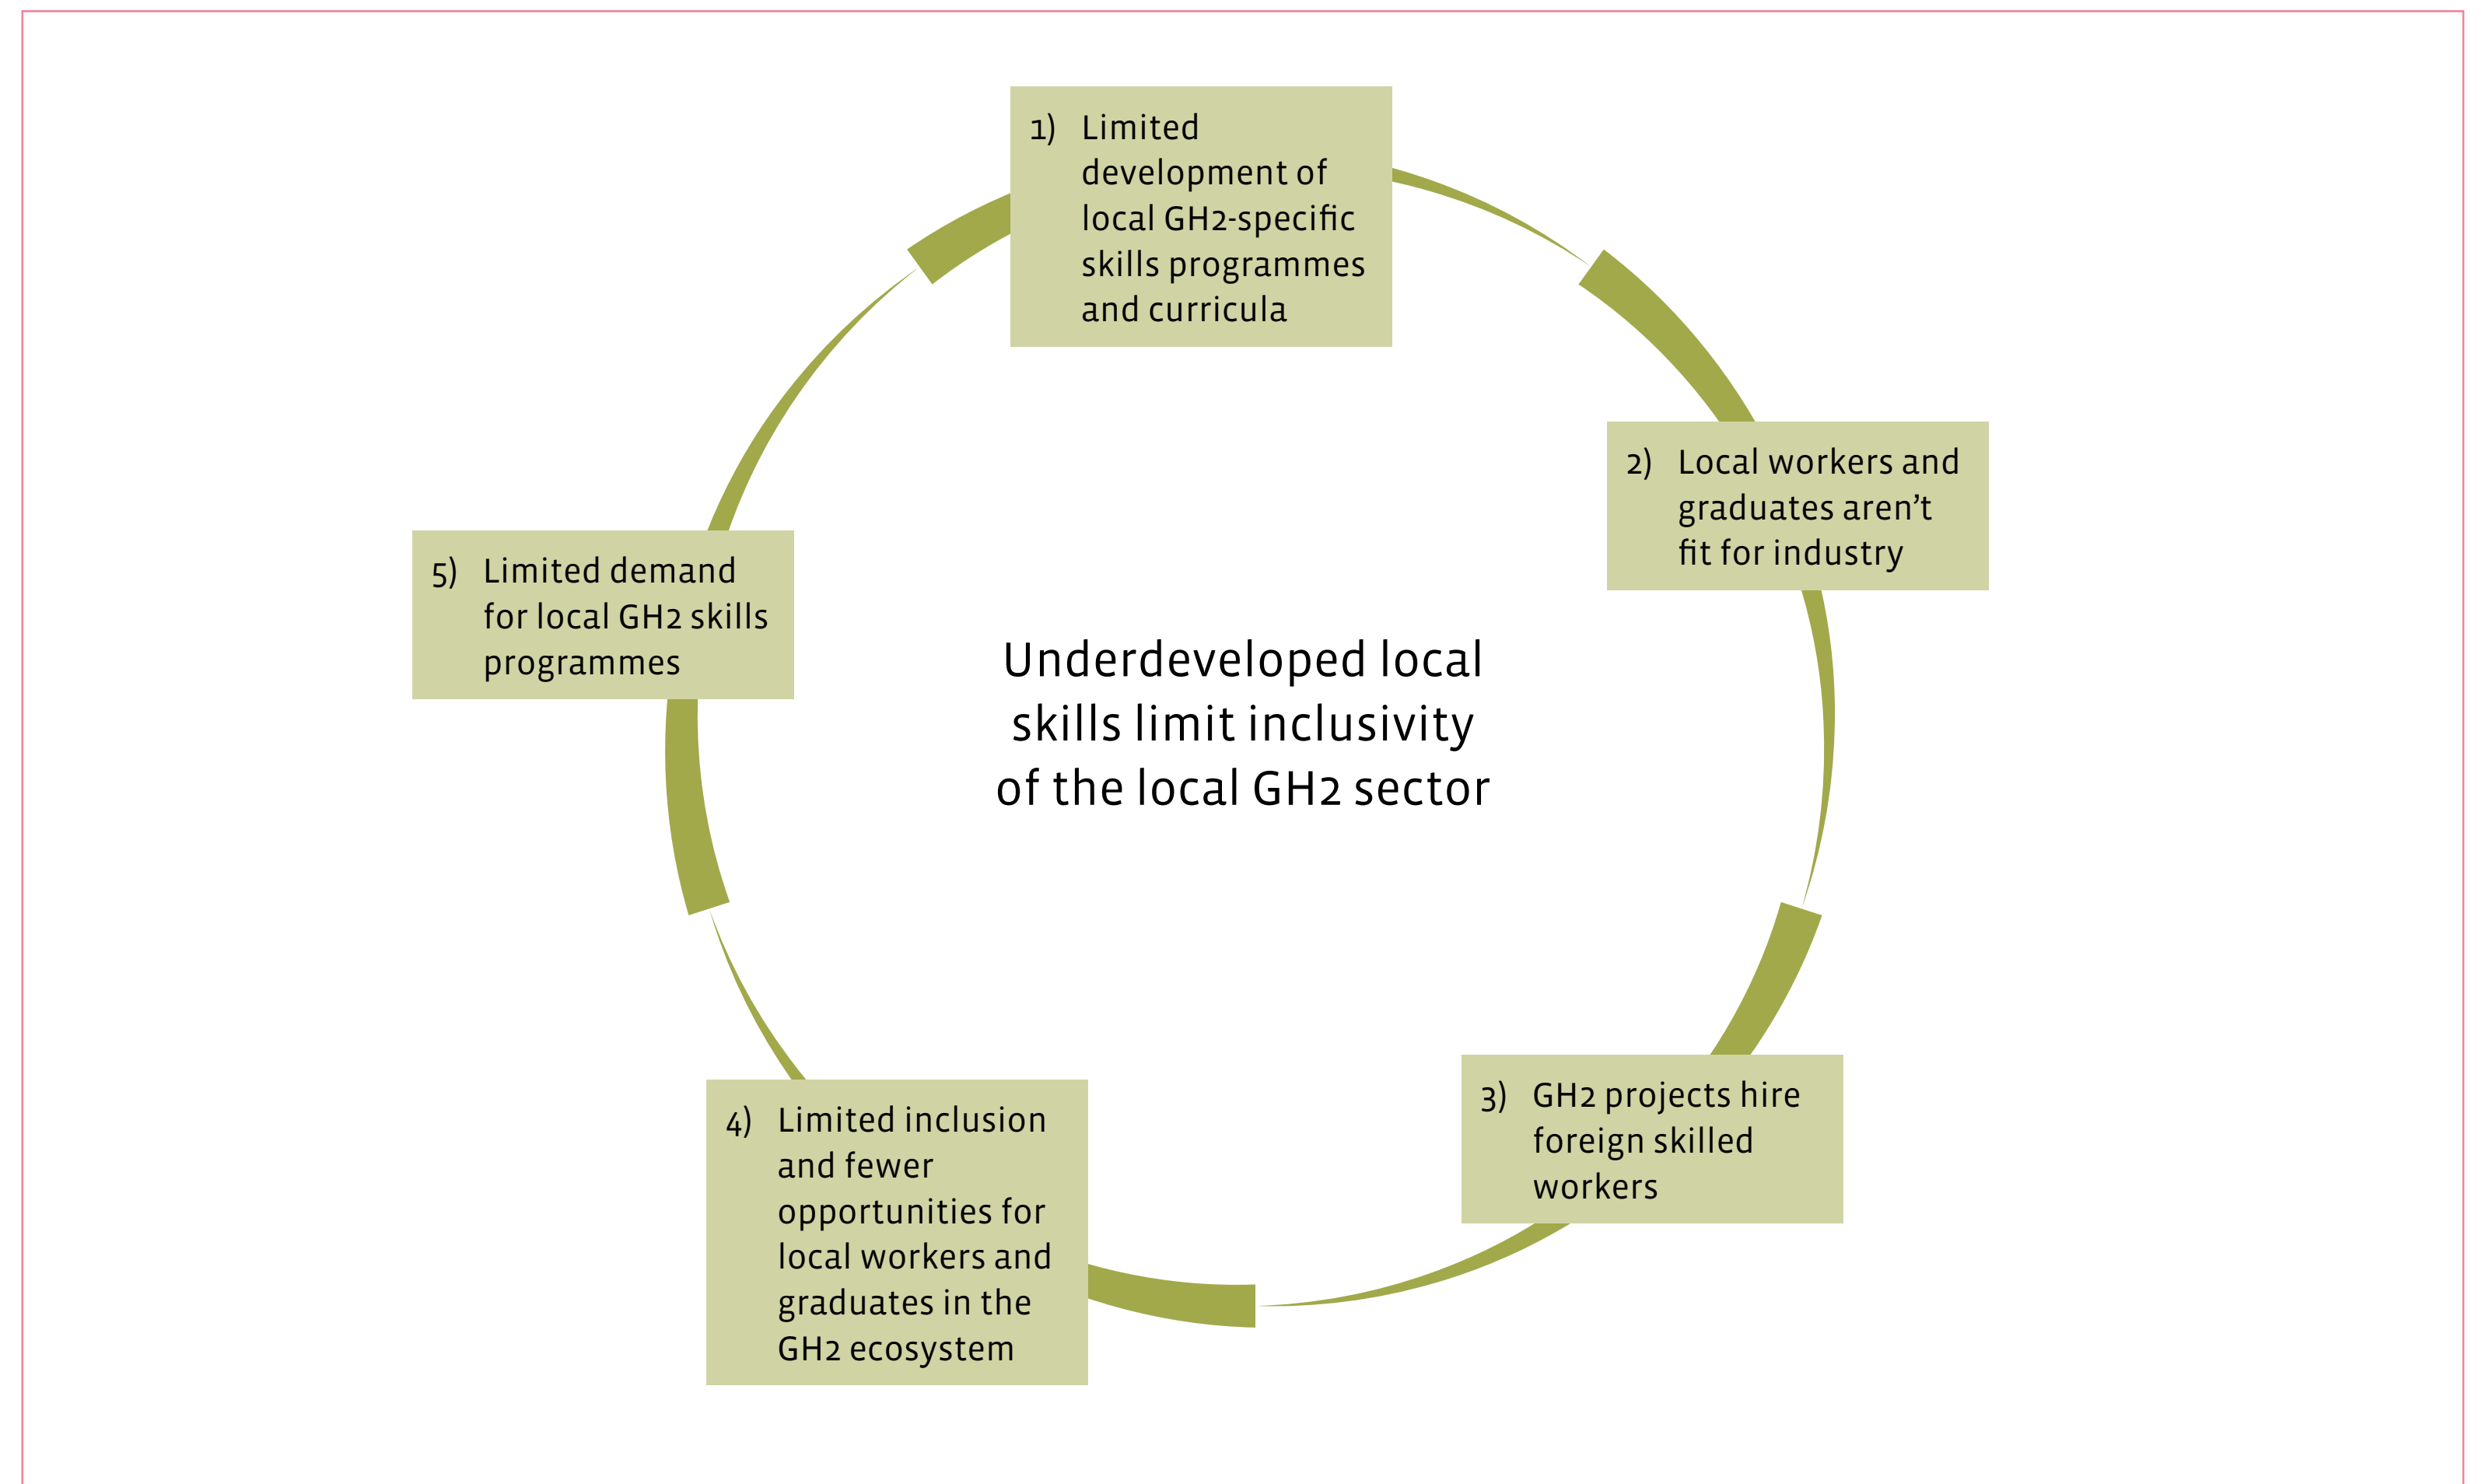 1) Limited
development of
local GH2-specific
skills programmes
and curricula
2) Local workers and
graduates aren’t
fit for industry
3) GH2 projects hire
foreign skilled
workers
4) Limited inclusion
and fewer
opportunities for
local workers and
graduates in the
GH2 ecosystem
5) Limited demand
for local GH2 skills
programmes
Underdeveloped local
skills limit inclusivity
of the local GH2 sector